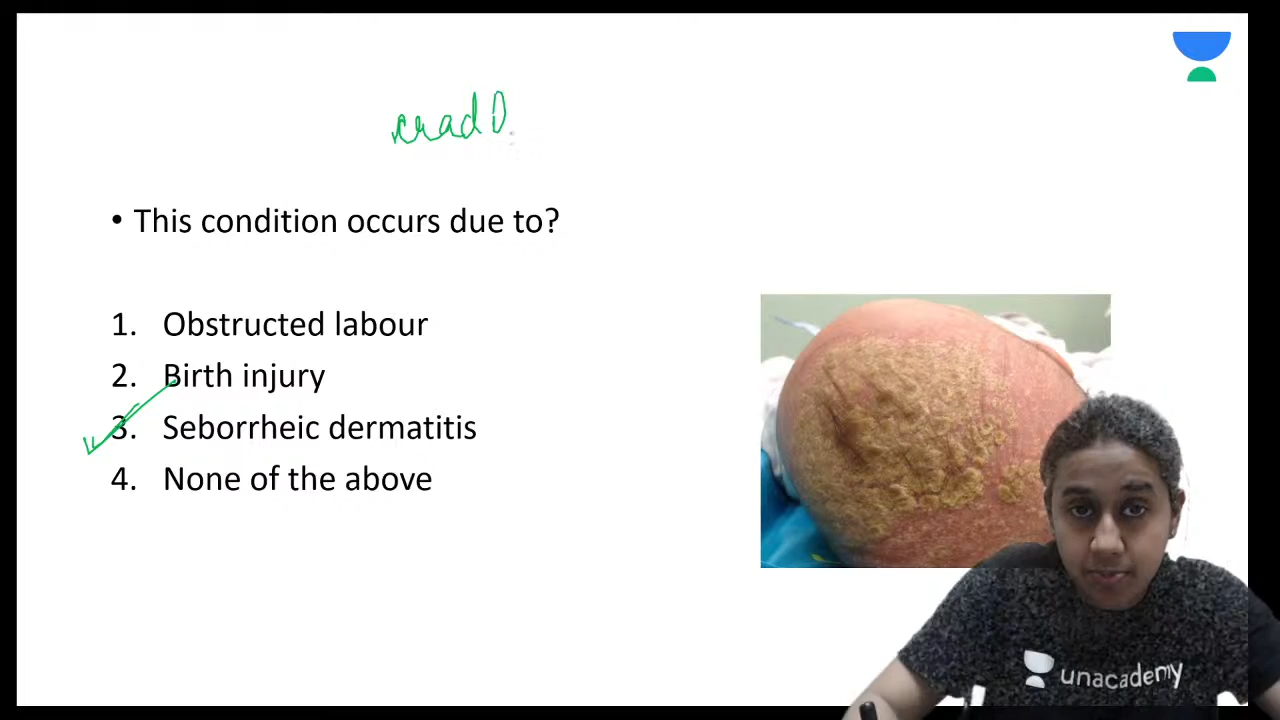 • This condition occurs due to?
1. Obstructed labour
2. Birth injury
3. Seborrheic dermatitis
4. None of the above
unacademy